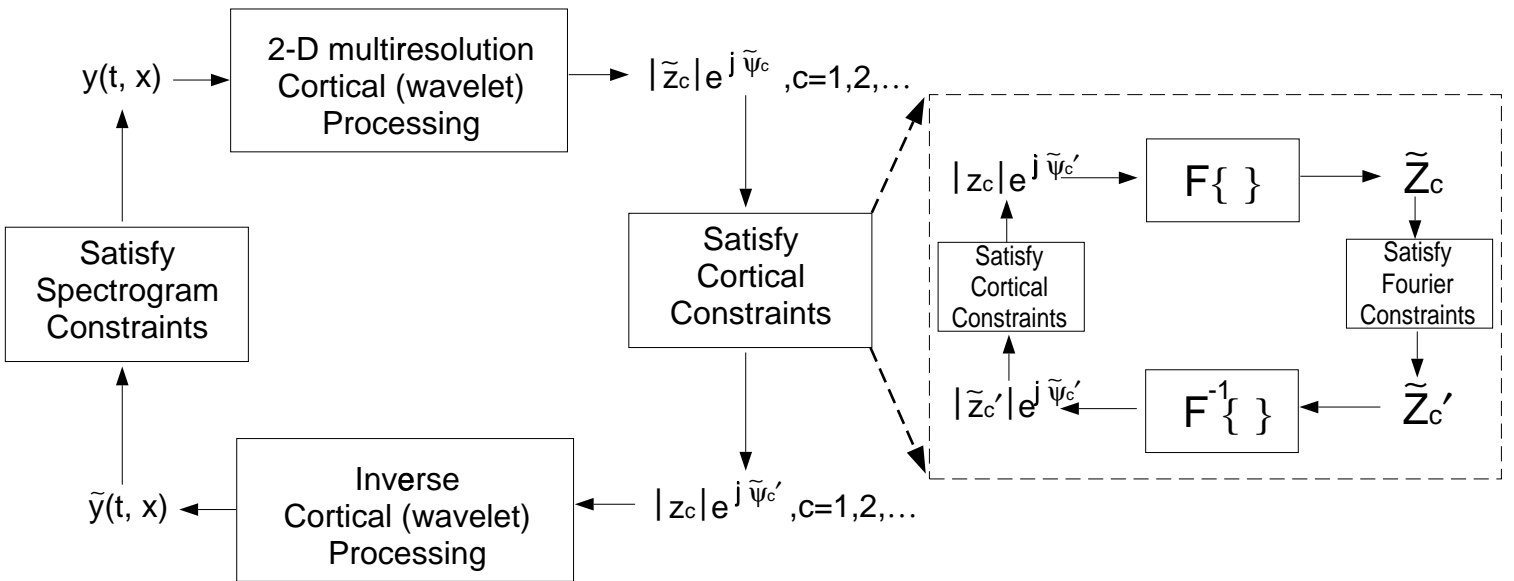 y(t, x)
2-D multiresolution
Cortical (wavelet)
Processing
|z̃c|e^{j ψ̃c} ,c=1,2,…
Satisfy
Spectrogram
Constraints
Satisfy
Cortical
Constraints
ỹ(t, x)
Inverse
Cortical (wavelet)
Processing
|zc|e^{j ψ̃c′} ,c=1,2,…
|zc|e^{j ψ̃c′}
F{ }
Z̃c
Satisfy
Cortical
Constraints
Satisfy
Fourier
Constraints
|z̃c′|e^{j ψ̃c′}
F^{-1}{ }
Z̃c′